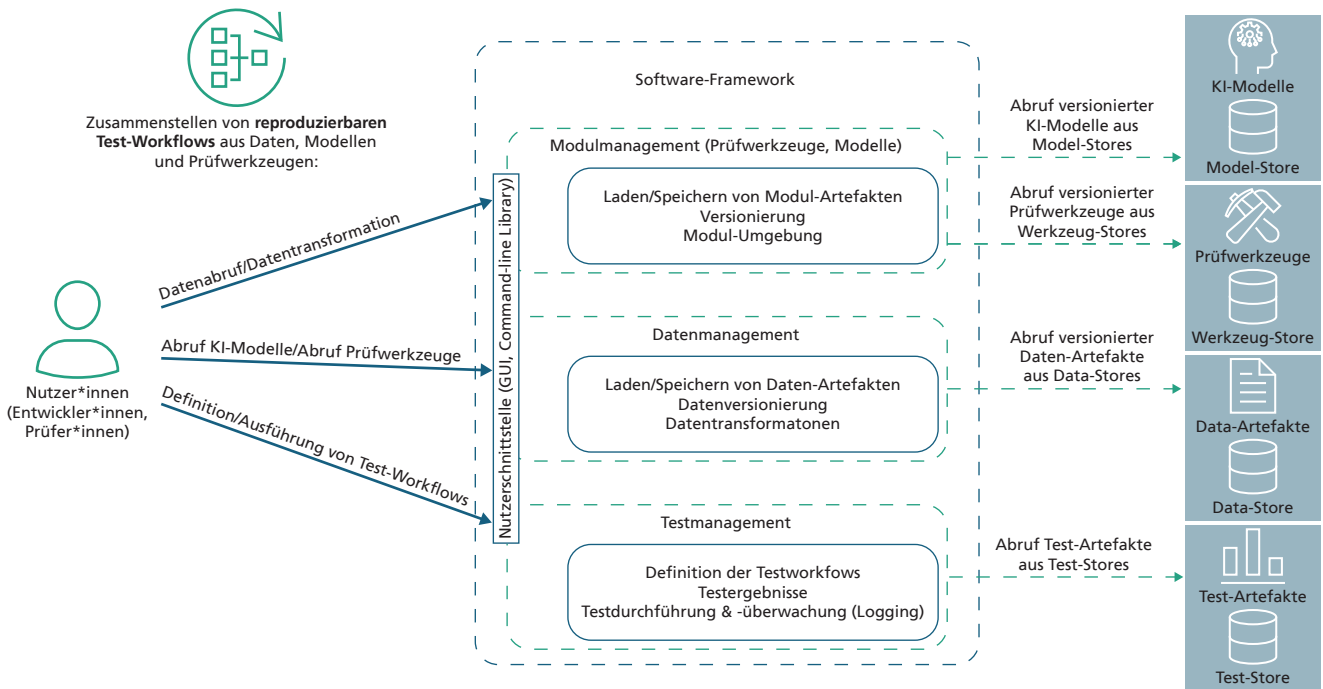 Zusammenstellen von reproduzierbaren
Test-Workflows aus Daten, Modellen
und Prüfwerkzeugen:
Nutzer*innen
(Entwickler*innen,
Prüfer*innen)
Datenabruf/Datentransformation
Abruf KI-Modelle/Abruf Prüfwerkzeuge
Definition/Ausführung von Test-Workflows
Nutzerschnittstelle (GUI, Command-line Library)
Software-Framework
Modulmanagement (Prüfwerkzeuge, Modelle)
Laden/Speichern von Modul-Artefakten
Versionierung
Modul-Umgebung
Datenmanagement
Laden/Speichern von Daten-Artefakten
Datenversionierung
Datentransformatonen
Testmanagement
Definition der Testworkfows
Testergebnisse
Testdurchführung & -überwachung (Logging)
Abruf versionierter
KI-Modelle aus
Model-Stores
Abruf versionierter
Prüfwerkzeuge aus
Werkzeug-Stores
Abruf versionierter
Daten-Artefakte
aus Data-Stores
Abruf Test-Artefakte
aus Test-Stores
KI-Modelle
Model-Store
Prüfwerkzeuge
Werkzeug-Store
Data-Artefakte
Data-Store
Test-Artefakte
Test-Store